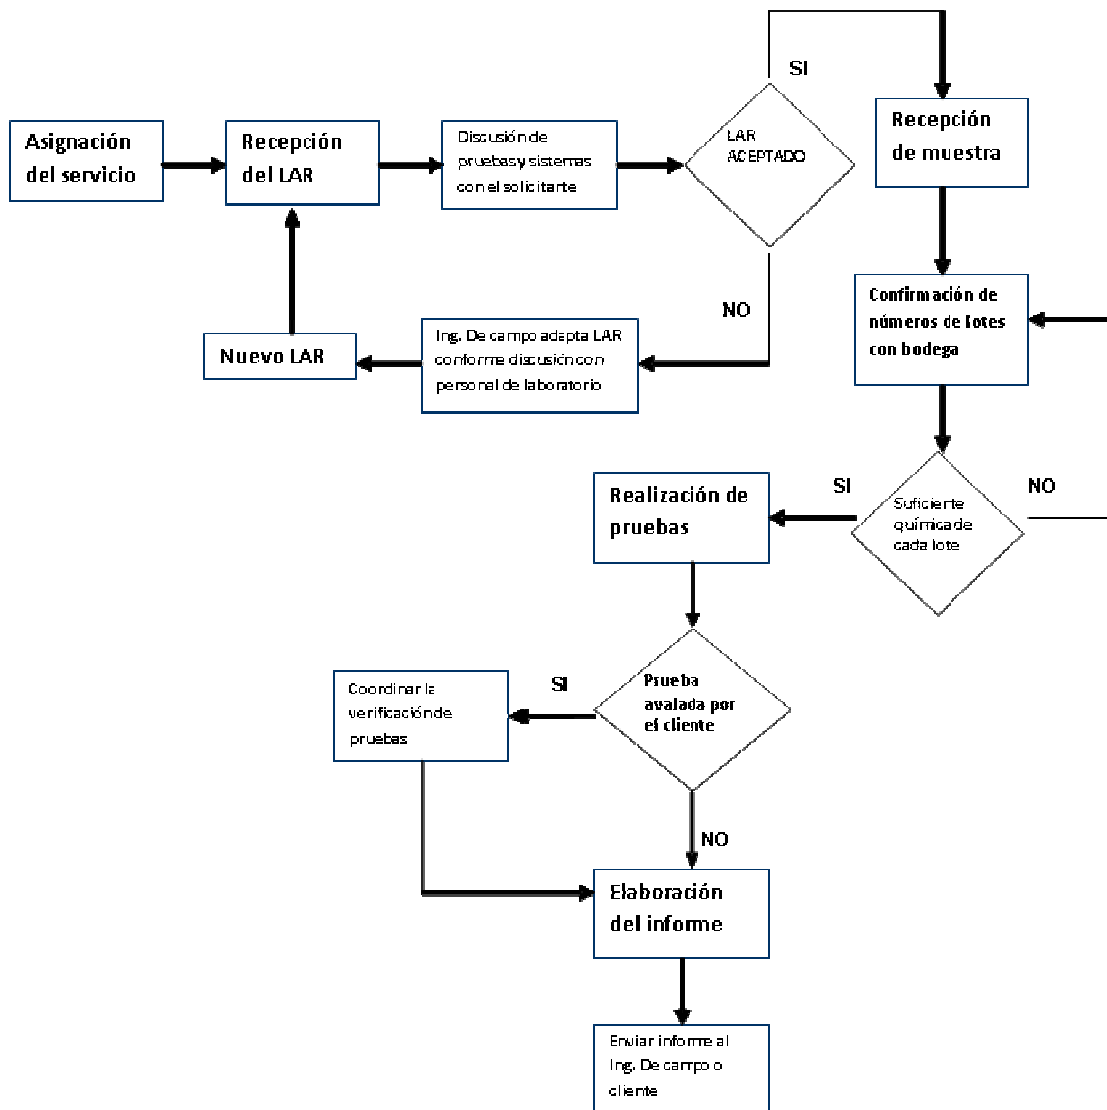 Asignación
del servicio
Recepción
del LAR
Discusión de
pruebas y sistemas
con el solicitarte
LAR
ACEPTADO
SI
Recepción
de muestra
NO
Ing. De campo adapta LAR
conforme discusión con
personal de laboratorio
Nuevo LAR
Confirmación de
números de lotes
con bodega
Suficiente
química de
cada lote
SI
NO
Realización de
pruebas
Prueba
avalada por
el cliente
SI
Coordinar la
verificación de
pruebas
NO
Elaboración
del informe
Enviar informe al
Ing. De campo o
cliente